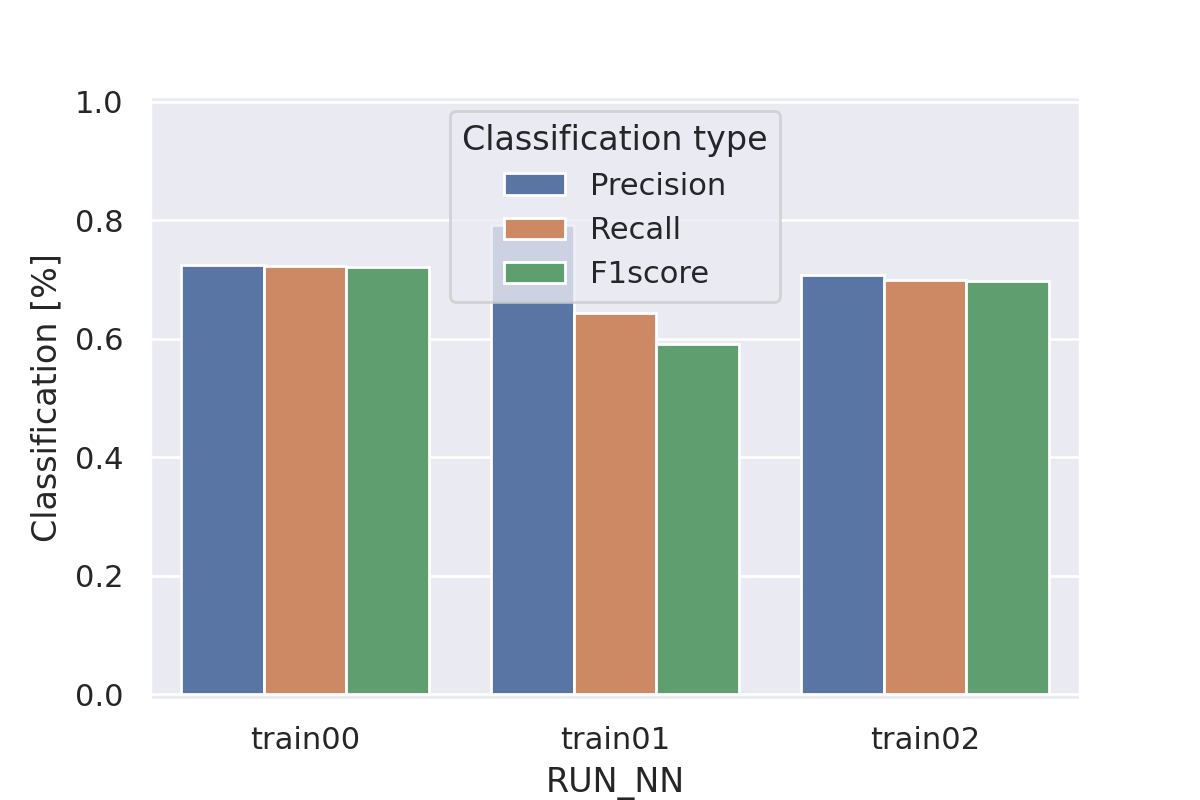 1.0
0.8
0.6
0.4
0.2
0.0
Classification [%]
Classification type
Precision
Recall
F1score
train00
train01
train02
RUN_NN